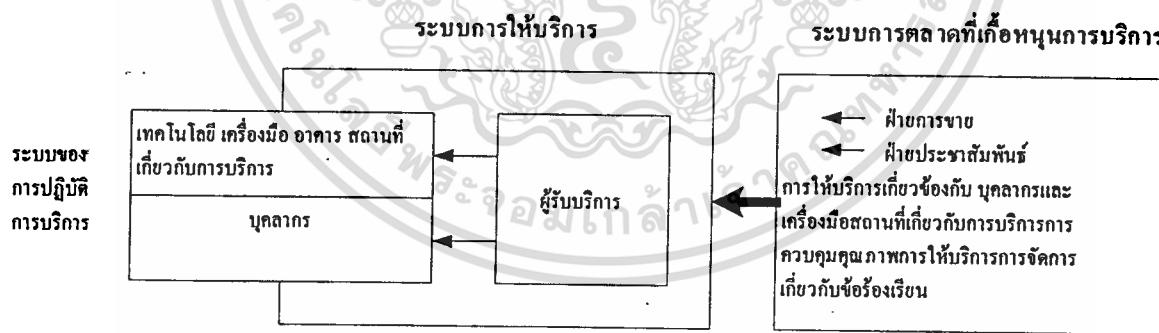 ระบบการให้บริการ
ระบบการตลาดที่เกื้อหนุนการบริการ
ระบบของ
การปฏิบัติ
การบริการ
เทคโนโลยี เครื่องมือ อาคาร สถานที่
เกี่ยวกับการบริการ
บุคลากร
ผู้รับบริการ
ฝ่ายการขาย
ฝ่ายประชาสัมพันธ์
การให้บริการเกี่ยวข้องกับ บุคลากรและ
เครื่องมือสถานที่เกี่ยวกับการบริการการ
ควบคุมคุณภาพการให้บริการการจัดการ
เกี่ยวกับข้อร้องเรียน